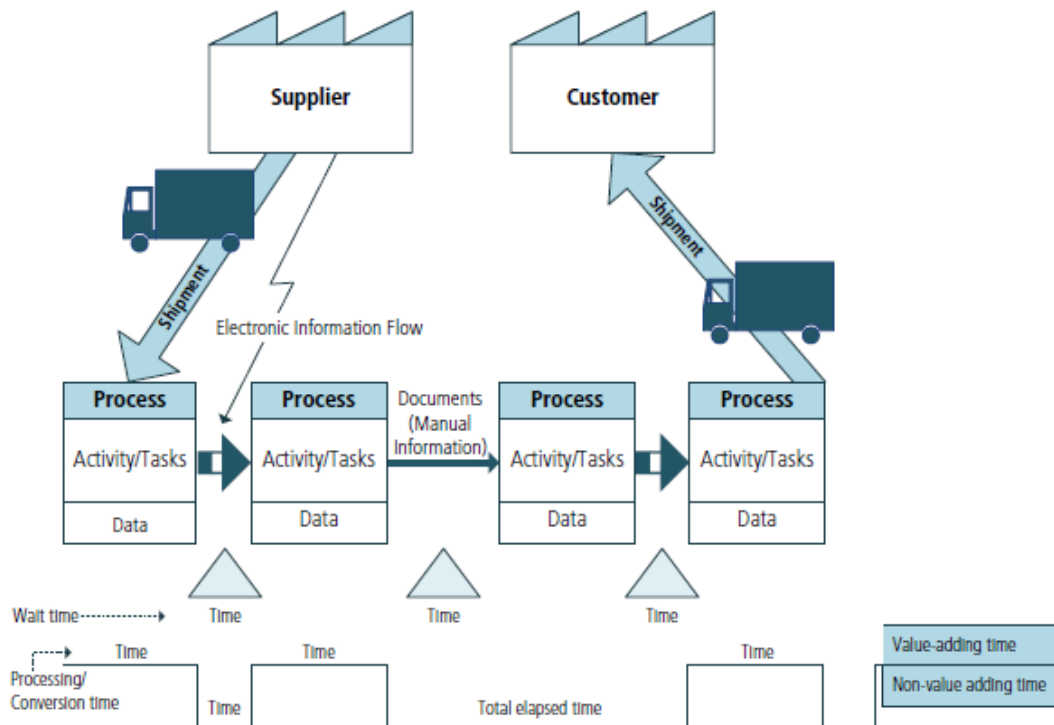 Supplier
Customer
Shipment
Shipment
Electronic Information Flow
Process
Process
Documents
(Manual
Information)
Process
Process
Activity/Tasks
Activity/Tasks
Activity/Tasks
Activity/Tasks
Data
Data
Data
Data
Wait time
Time
Time
Time
Time
Time
Time
Processing/
Conversion time
Time
Total elapsed time
Value-adding time
Non-value adding time